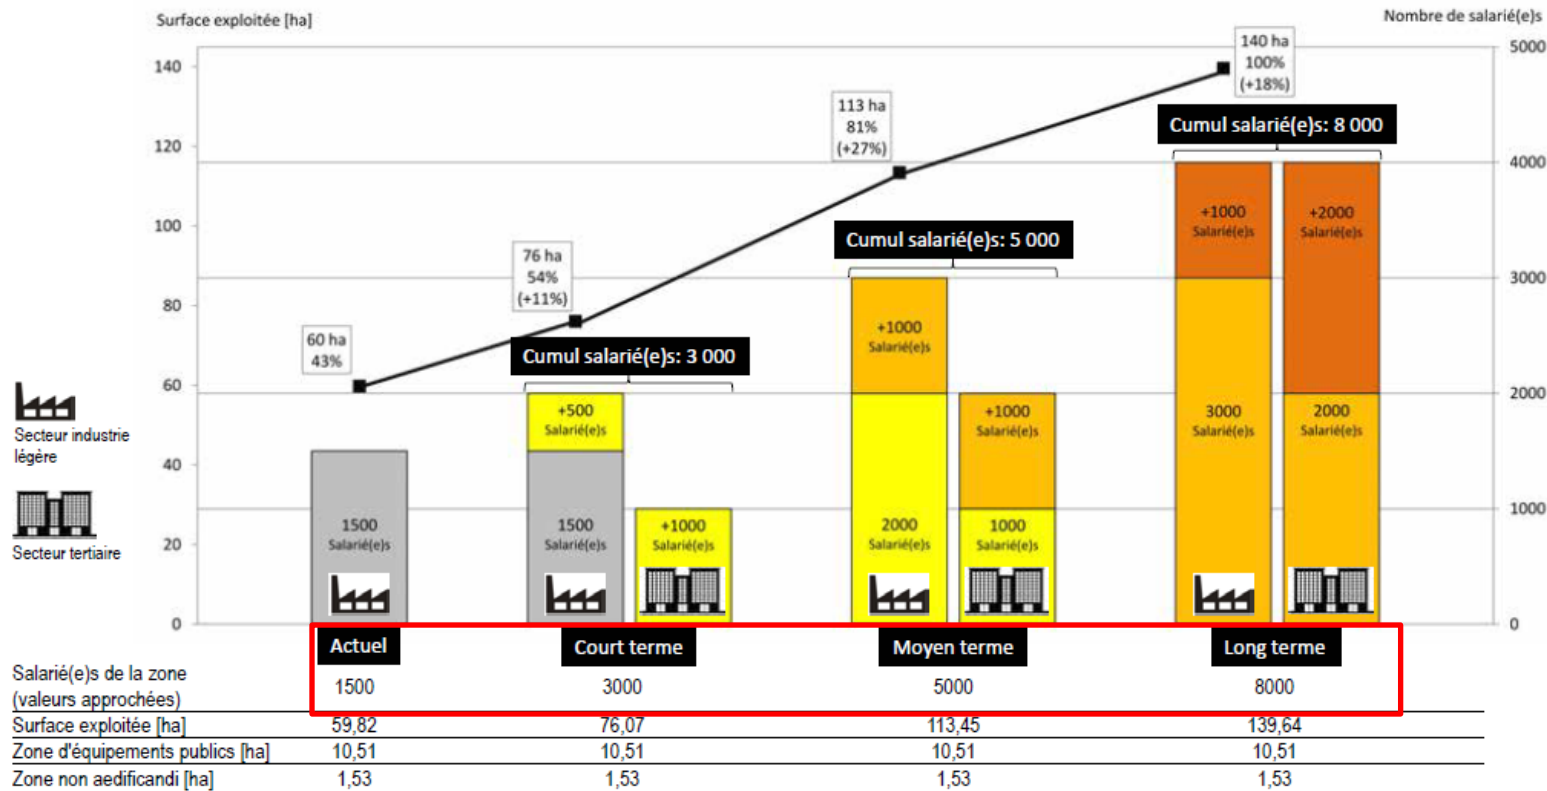 Surface exploitée [ha]
Nombre de salarié(e)s
140
120
100
80
60
40
20
0
5000
4000
3000
2000
1000
0
60 ha
43%
76 ha
54%
(+11%)
113 ha
81%
(+27%)
140 ha
100%
(+18%)
Cumul salarié(e)s: 3 000
Cumul salarié(e)s: 5 000
Cumul salarié(e)s: 8 000
1500
Salarié(e)s
+500
Salarié(e)s
1500
Salarié(e)s
+1000
Salarié(e)s
+1000
Salarié(e)s
2000
Salarié(e)s
+1000
Salarié(e)s
1000
Salarié(e)s
+1000
Salarié(e)s
3000
Salarié(e)s
+2000
Salarié(e)s
2000
Salarié(e)s
Secteur industrie
légère
Secteur tertiaire
Actuel Court terme Moyen terme Long terme
Salarié(e)s de la zone
(valeurs approchées) 1500 3000 5000 8000
Surface exploitée [ha] 59,82 76,07 113,45 139,64
Zone d'équipements publics [ha] 10,51 10,51 10,51 10,51
Zone non aedificandi [ha] 1,53 1,53 1,53 1,53